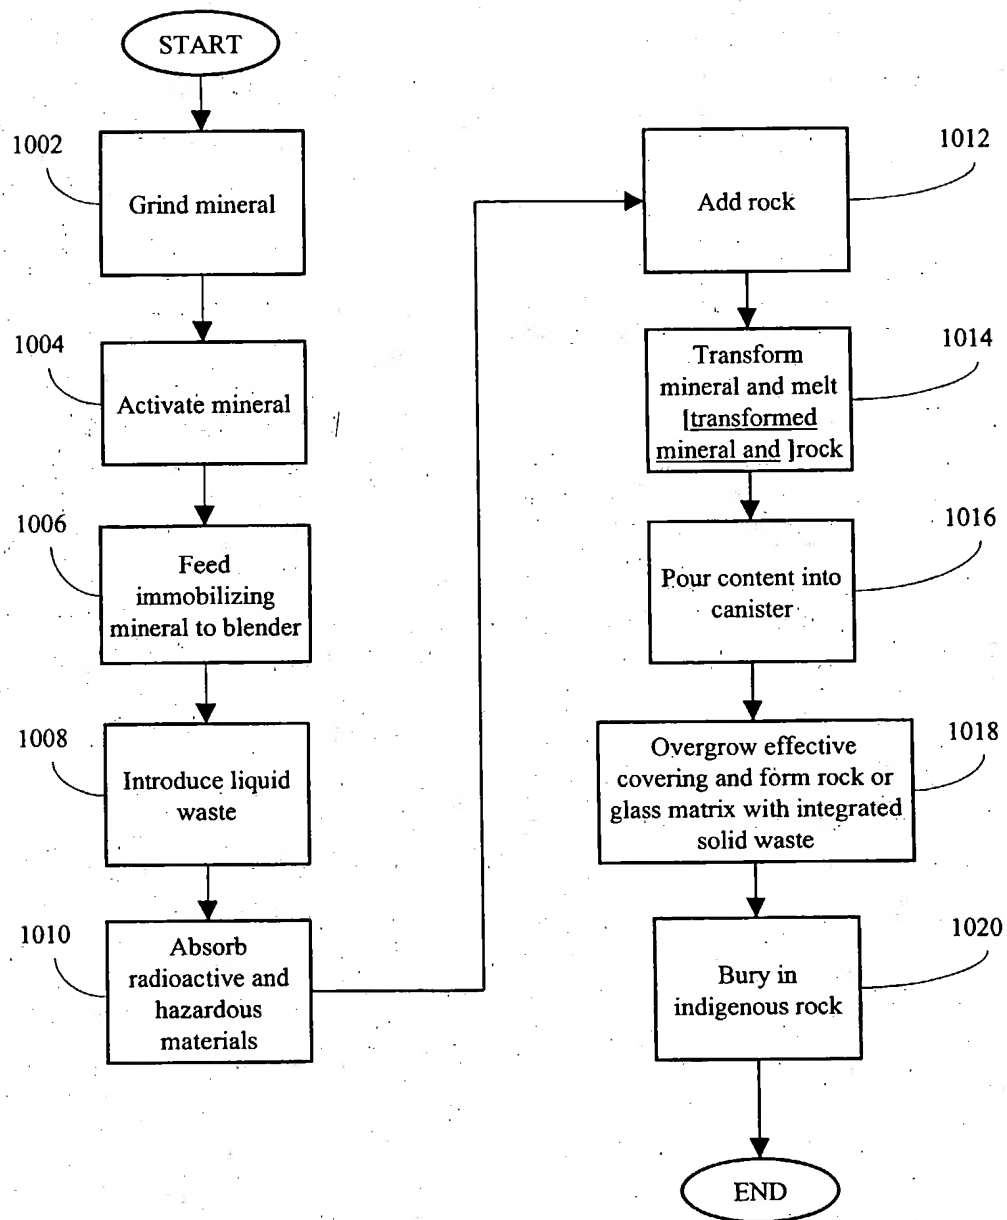 START
1002
Grind mineral
1004
Activate mineral
1006
Feed
immobilizing
mineral to blender
1008
Introduce liquid
waste
1010
Absorb
radioactive and
hazardous
materials
1012
Add rock
1014
Transform
mineral and melt
[transformed
mineral and ]rock
1016
Pour content into
canister
1018
Overgrow effective
covering and form rock or
glass matrix with integrated
solid waste
1020
Bury in
indigenous rock
END